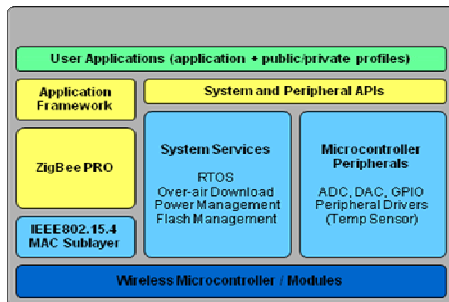 User Applications (application + public/private profiles)
Application
Framework
System and Peripheral APIs
ZigBee PRO
System Services
RTOS
Over-air Download
Power Management
Flash Management
Microcontroller
Peripherals
ADC, DAC, GPIO
Peripheral Drivers
(Temp Sensor)
IEEE802.15.4
MAC Sublayer
Wireless Microcontroller / Modules